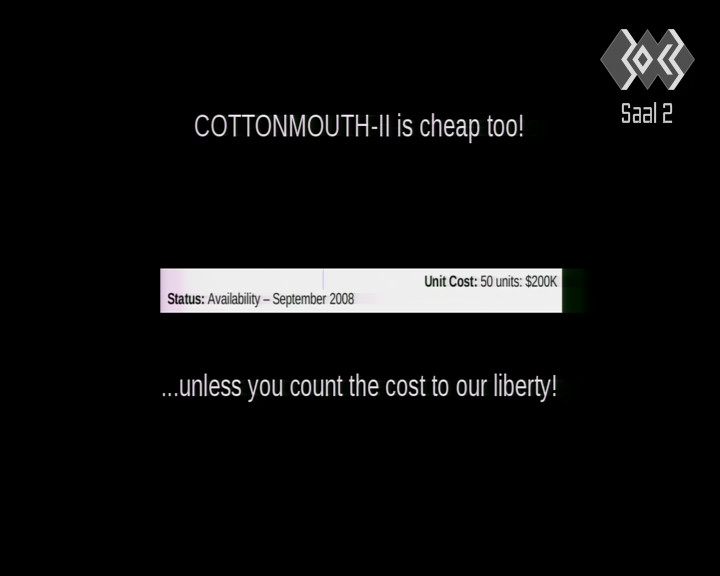 Saal 2
COTTONMOUTH-II is cheap too!
Unit Cost: 50 units: $200K
Status: Availability – September 2008
...unless you count the cost to our liberty!